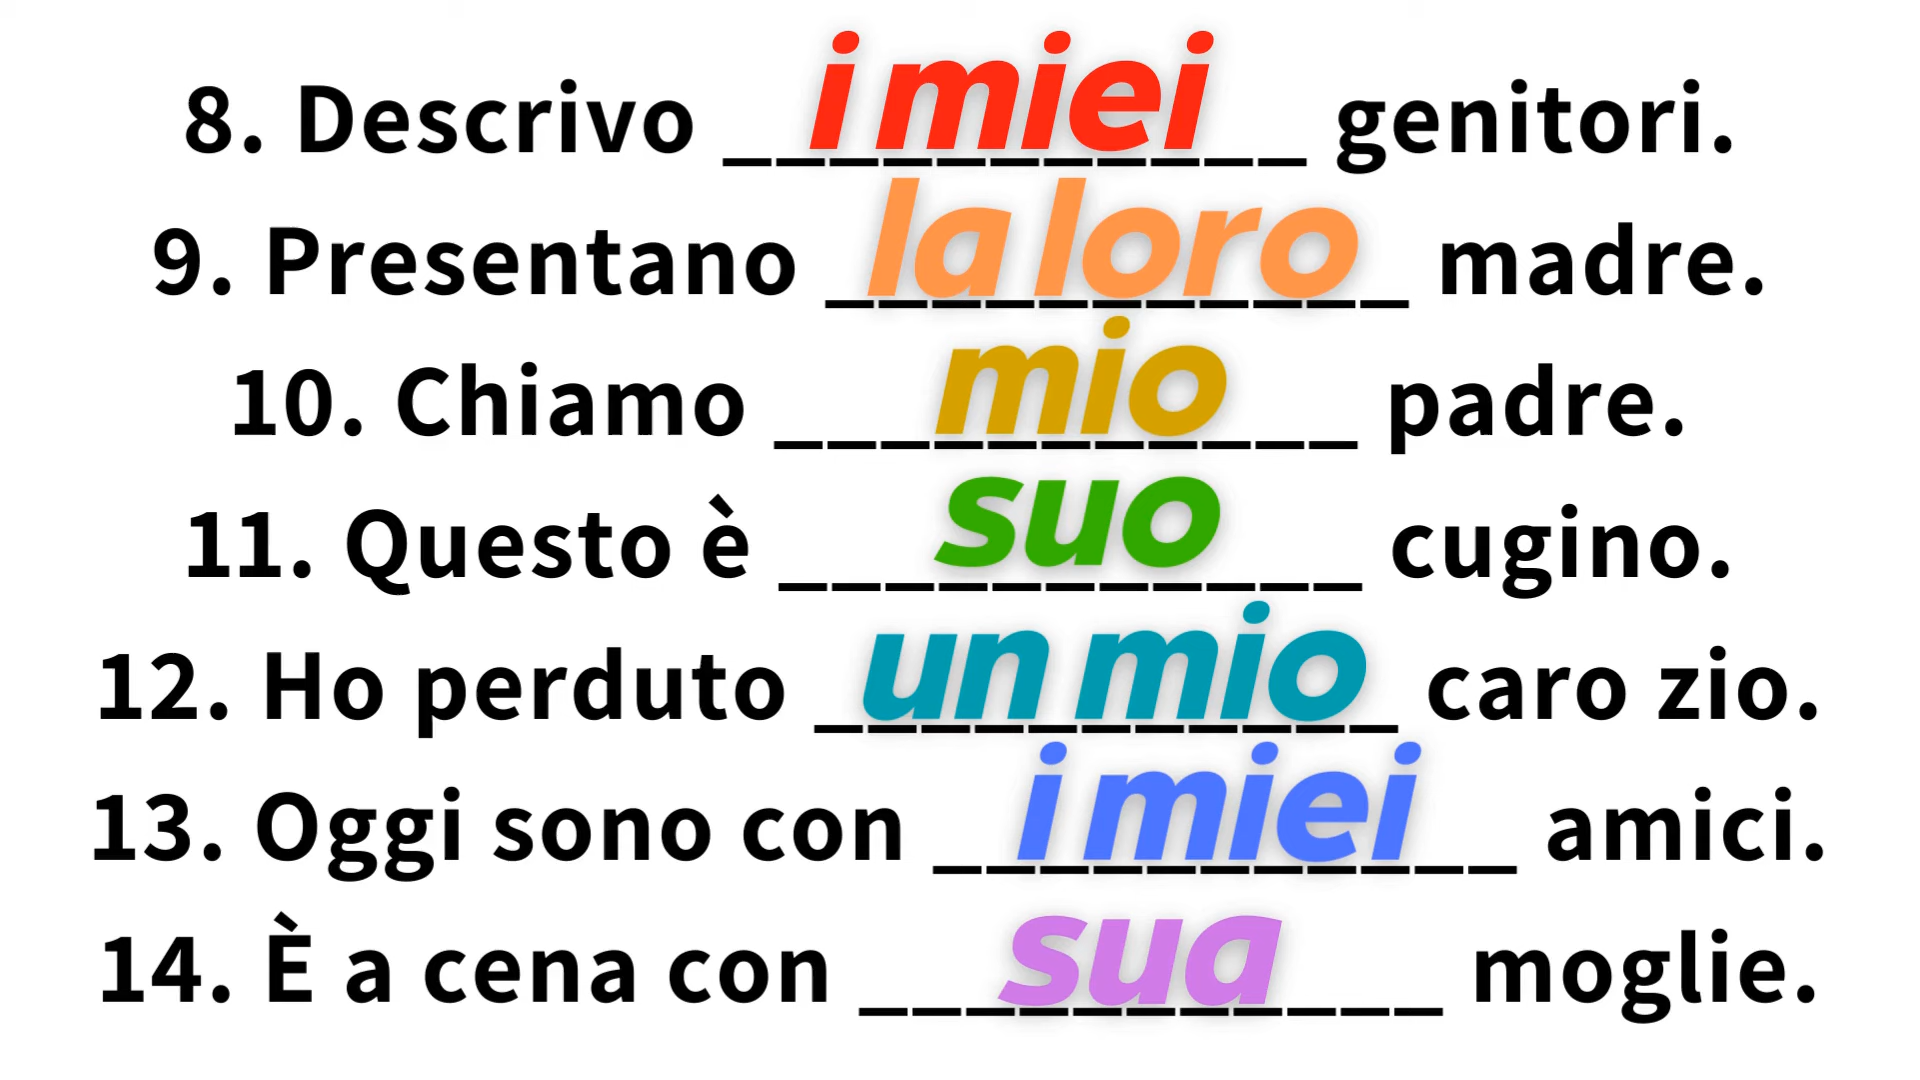 8. Descrivo i miei genitori.
9. Presentano la loro madre.
10. Chiamo mio padre.
11. Questo è suo cugino.
12. Ho perduto un mio caro zio.
13. Oggi sono con i miei amici.
14. È a cena con sua moglie.